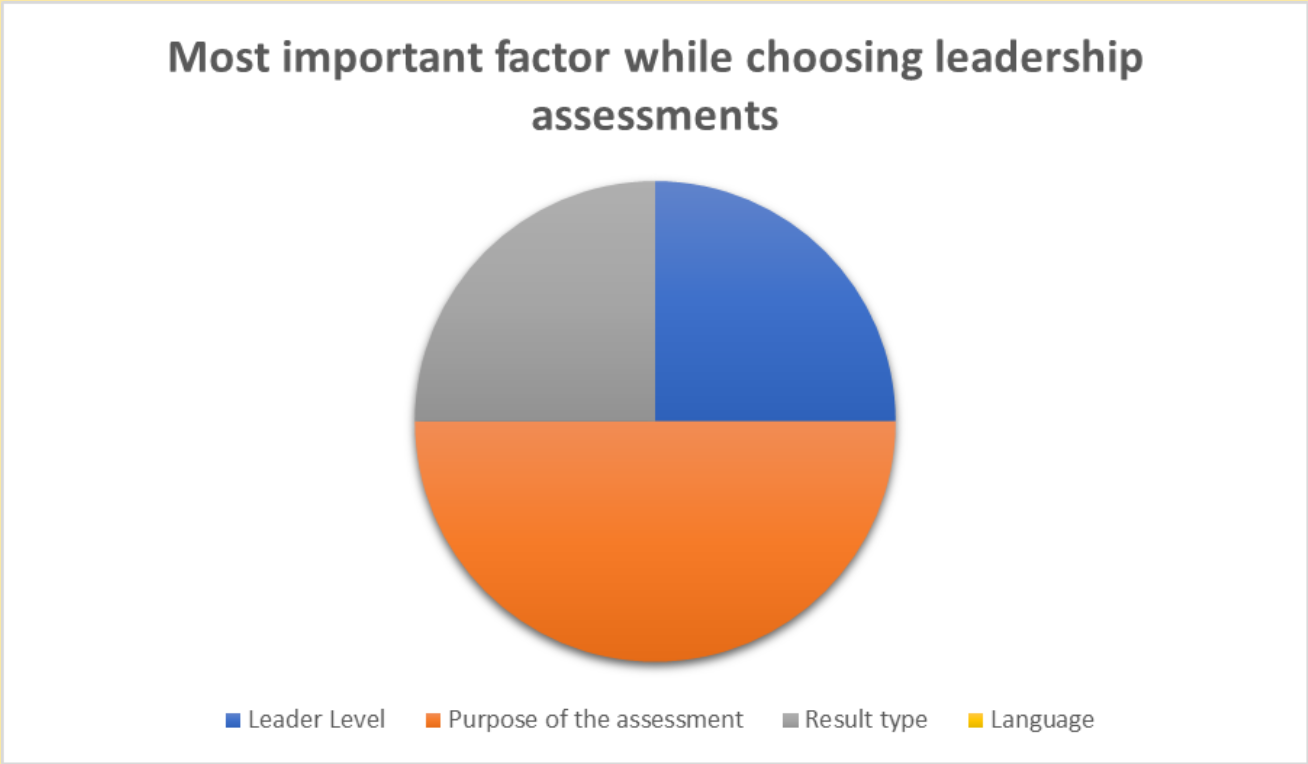 Most important factor while choosing leadership
assessments
Leader Level Purpose of the assessment Result type Language